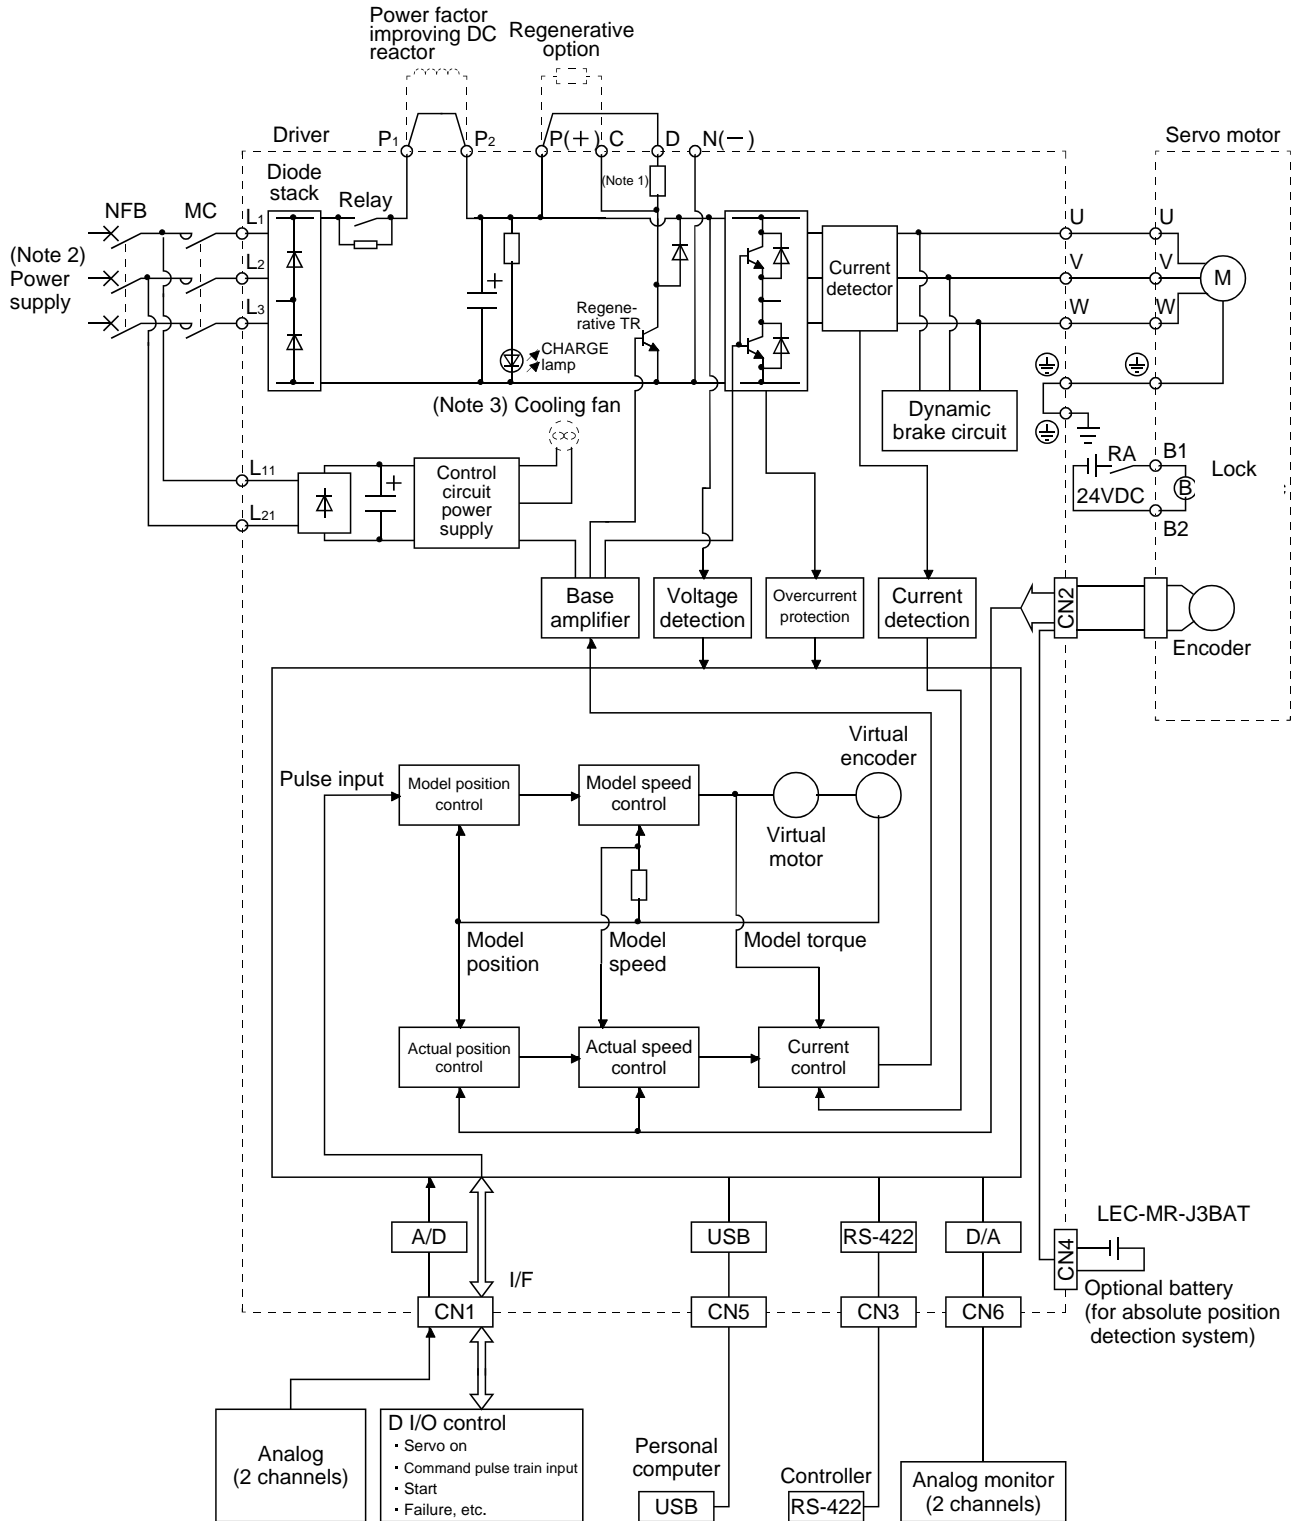 Power factor
improving DC
reactor
Regenerative
option
Driver
P1
P2
P(+)
C
D
N(−)
Servo motor
Diode
stack
(Note 1)
Relay
NFB
MC
L1
U
U
(Note 2)
Power
supply
L2
Current
detector
V
V
M
L3
Regene-
rative TR
W
W
CHARGE
lamp
(Note 3) Cooling fan
Dynamic
brake circuit
+
L11
Control
circuit
power
supply
+
RA
B1
Lock
24VDC
B
L21
B2
Base
amplifier
Voltage
detection
Overcurrent
protection
Current
detection
CN2
Encoder
Virtual
encoder
Pulse input
Model position
control
Model speed
control
Virtual
motor
Model
position
Model
speed
Model torque
Actual position
control
Actual speed
control
Current
control
A/D
USB
RS-422
D/A
LEC-MR-J3BAT
CN4
I/F
Optional battery
(for absolute position
detection system)
CN1
CN5
CN3
CN6
Analog
(2 channels)
D I/O control
・Servo on
・Command pulse train input
・Start
・Failure, etc.
Personal
computer
USB
Controller
RS-422
Analog monitor
(2 channels)